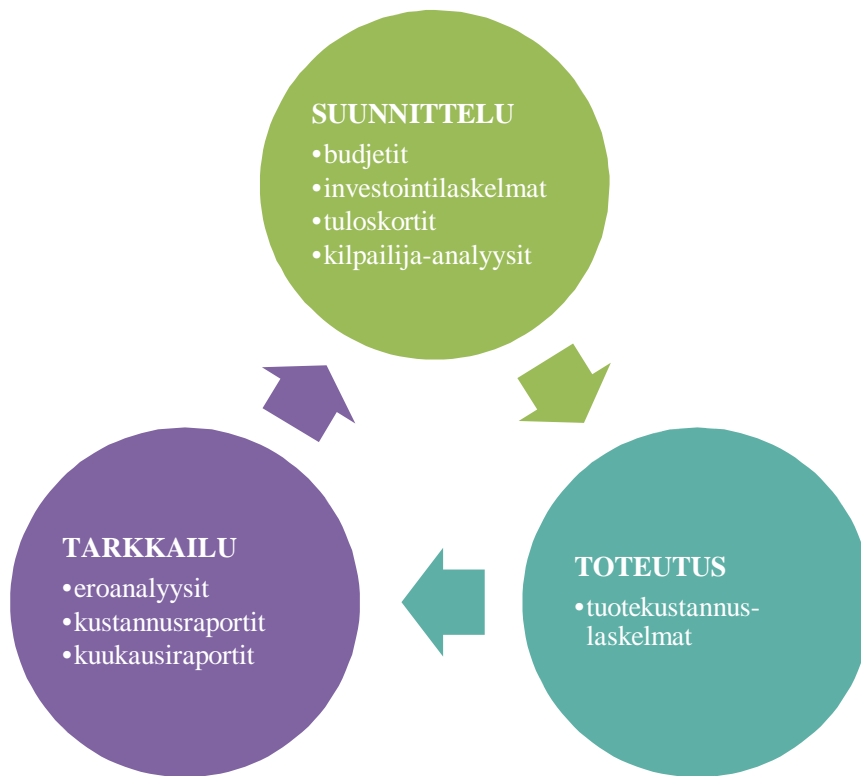 SUUNNITTELU
•budjetit
•investointilaskelmat
•tuloskortit
•kilpailija-analyysit
TOTEUTUS
•tuotekustannus-
laskelmat
TARKKAILU
•eroanalyysit
•kustannusraportit
•kuukausiraportit